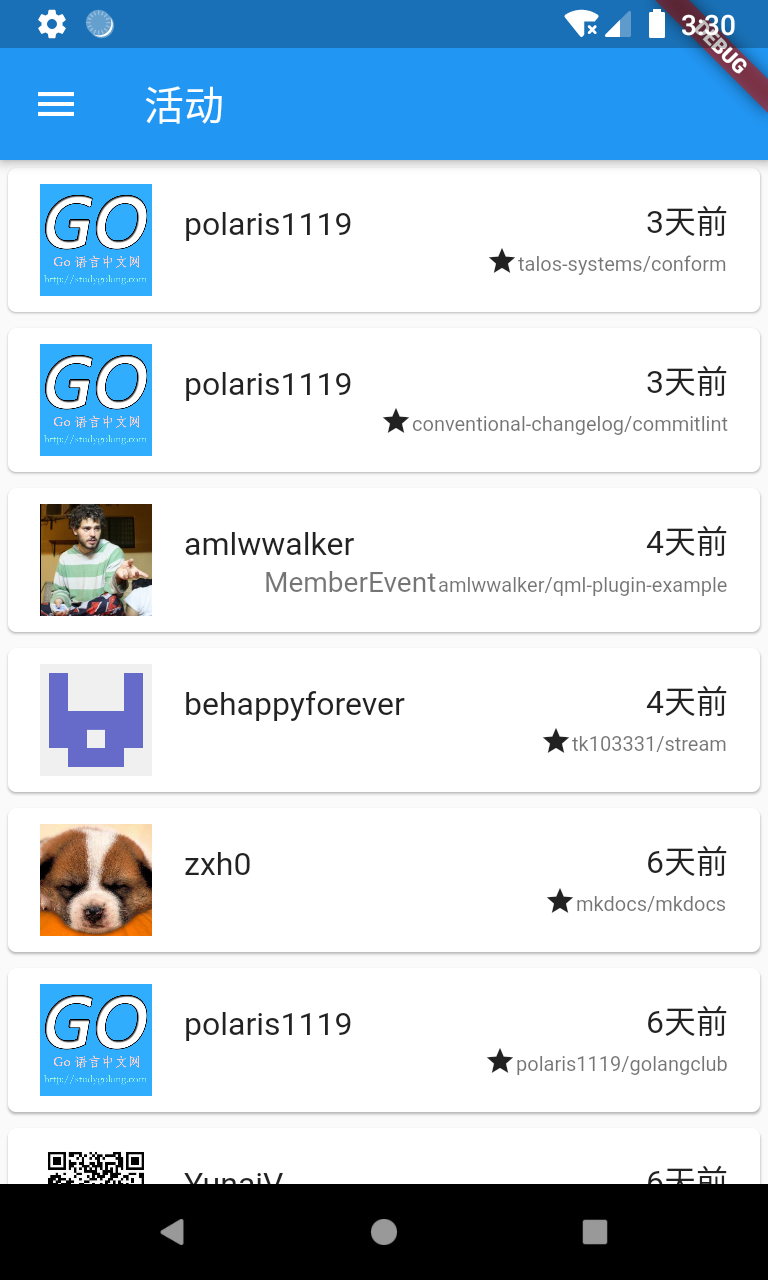 3:30
DEBUG
活动
GO
Go 语言中文网
http://studygolang.com
polaris1119
3天前
talos-systems/conform
GO
Go 语言中文网
http://studygolang.com
polaris1119
3天前
conventional-changelog/commitlint
amlwwalker
4天前
MemberEvent amlwwalker/qml-plugin-example
behappyforever
4天前
tk103331/stream
zxh0
6天前
mkdocs/mkdocs
GO
Go 语言中文网
http://studygolang.com
polaris1119
6天前
polaris1119/golangclub
YunaiV
6天前